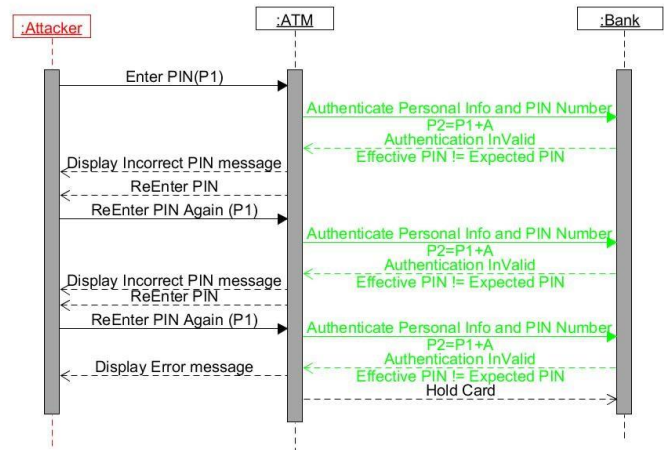 :Attacker
:ATM
:Bank
Enter PIN(P1)
Authenticate Personal Info and PIN Number
P2=P1+A
Authentication InValid
Effective PIN != Expected PIN
Display Incorrect PIN message
ReEnter PIN
ReEnter PIN Again (P1)
Authenticate Personal Info and PIN Number
P2=P1+A
Authentication InValid
Effective PIN != Expected PIN
Display Incorrect PIN message
ReEnter PIN
ReEnter PIN Again (P1)
Authenticate Personal Info and PIN Number
P2=P1+A
Authentication InValid
Effective PIN != Expected PIN
Display Error message
Hold Card